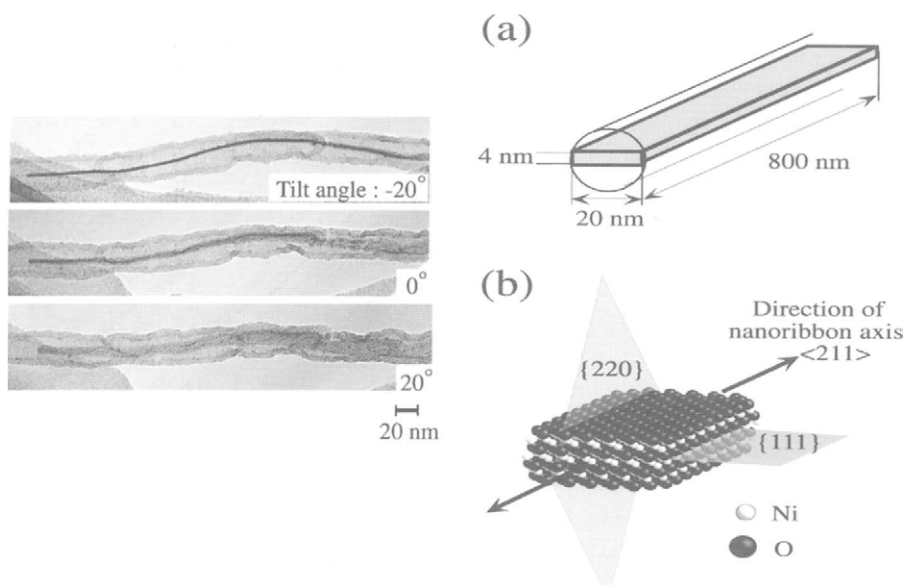 Tilt angle : -20°
0°
20°
20 nm
(a)
4 nm
20 nm
800 nm
(b)
Direction of
nanoribbon axis
<211>
{220}
{111}
Ni
O